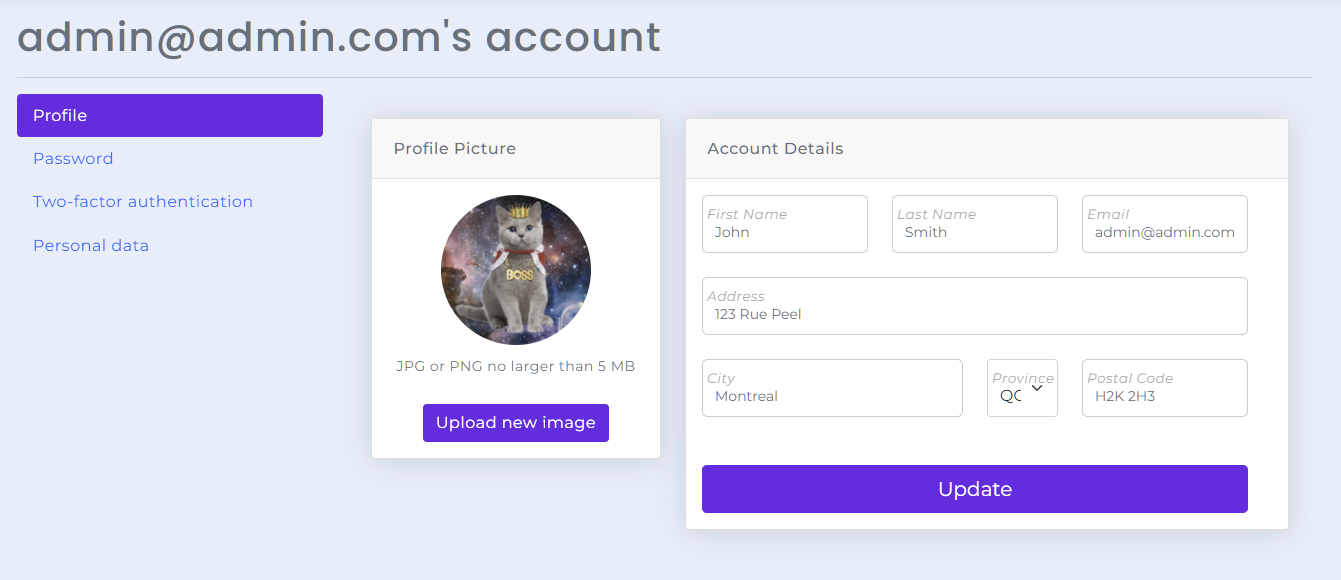 admin@admin.com's account
Profile
Password
Two-factor authentication
Personal data
Profile Picture
BOSS
JPG or PNG no larger than 5 MB
Upload new image
Account Details
First Name
John
Last Name
Smith
Email
admin@admin.com
Address
123 Rue Peel
City
Montreal
Province
QC
Postal Code
H2K 2H3
Update